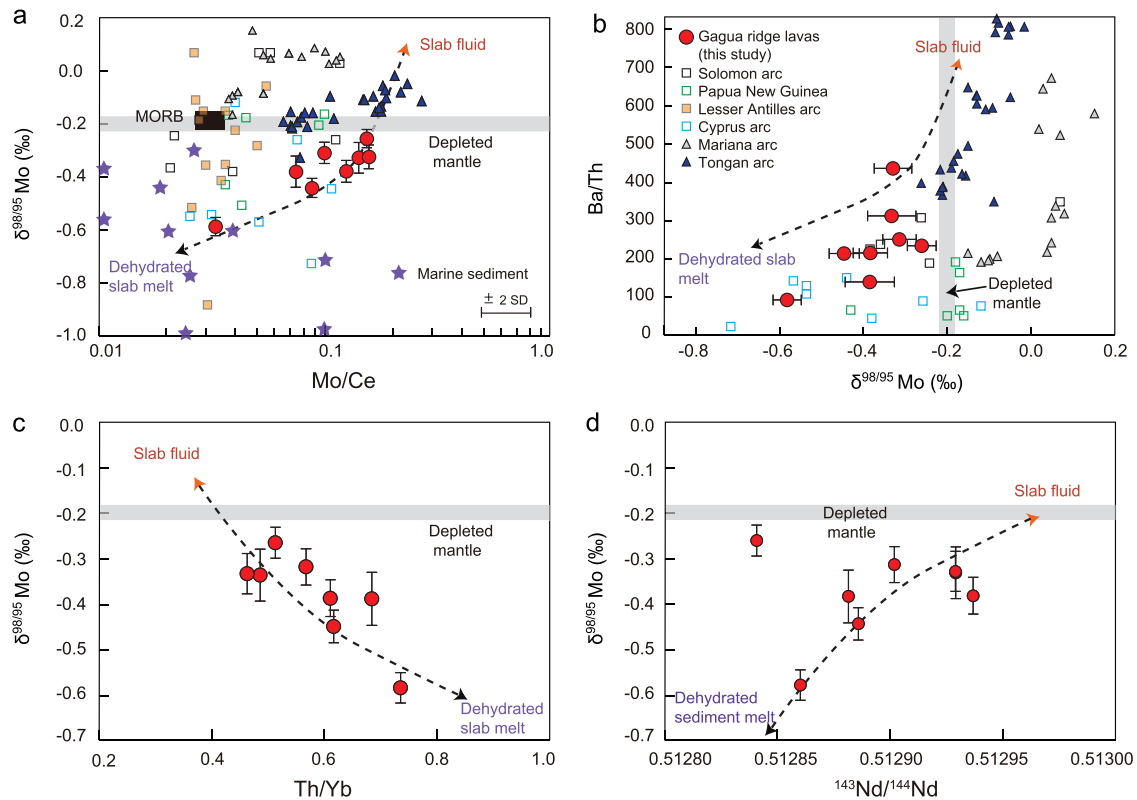 a
0.2
0.0
-0.2
-0.4
-0.6
-0.8
-1.0
δ98/95 Mo (‰)
Slab fluid
MORB
Depleted
mantle
Dehydrated
slab melt
Marine sediment
± 2 SD
0.01
0.1
1.0
Mo/Ce
b
800
700
600
500
400
300
200
100
0
Ba/Th
Gagua ridge lavas
(this study)
Solomon arc
Papua New Guinea
Lesser Antilles arc
Cyprus arc
Mariana arc
Tongan arc
Slab fluid
Dehydrated slab melt
Depleted
mantle
-0.8
-0.6
-0.4
-0.2
0.0
0.2
δ98/95 Mo (‰)
c
0.0
-0.1
-0.2
-0.3
-0.4
-0.5
-0.6
-0.7
δ98/95 Mo (‰)
Slab fluid
Depleted
mantle
Dehydrated
slab melt
0.2
0.4
0.6
0.8
1.0
Th/Yb
d
0.0
-0.1
-0.2
-0.3
-0.4
-0.5
-0.6
-0.7
δ98/95 Mo (‰)
Slab fluid
Depleted
mantle
Dehydrated
sediment melt
0.51280
0.51285
0.51290
0.51295
0.51300
143Nd/144Nd